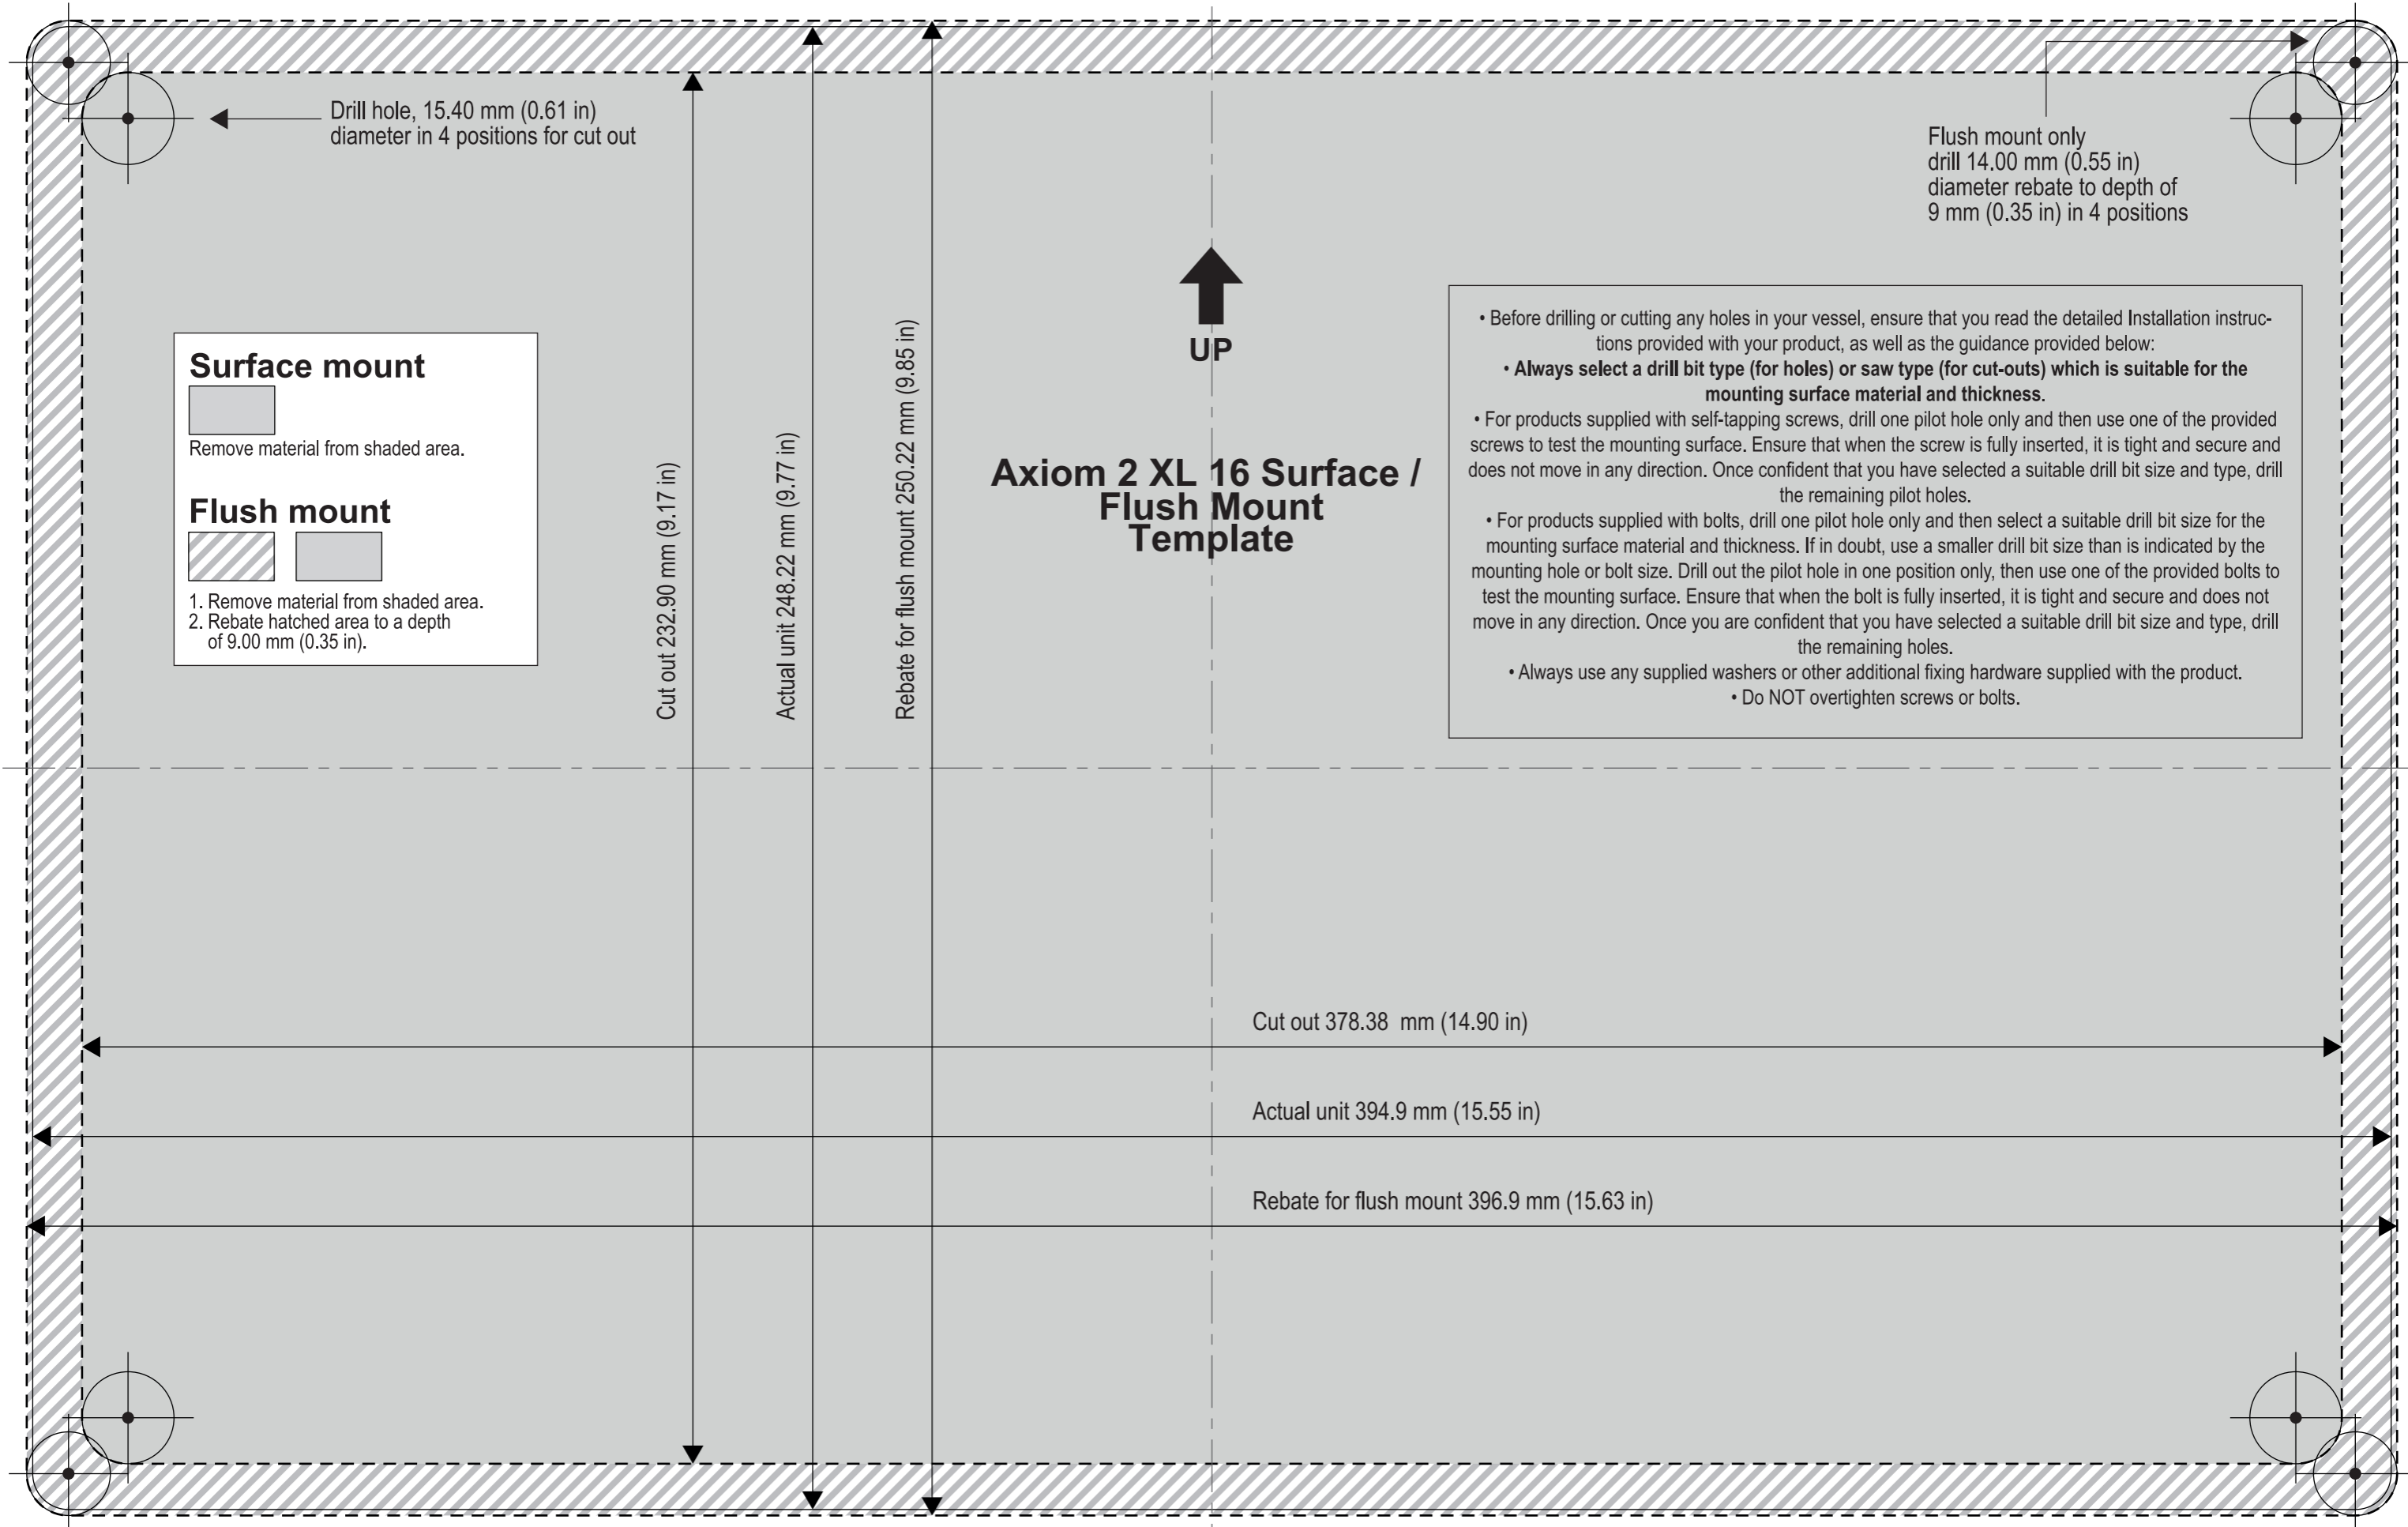 Drill hole, 15.40 mm (0.61 in)
diameter in 4 positions for cut out
Flush mount only
drill 14.00 mm (0.55 in)
diameter rebate to depth of
9 mm (0.35 in) in 4 positions
Surface mount
Remove material from shaded area.
Flush mount
1. Remove material from shaded area.
2. Rebate hatched area to a depth
of 9.00 mm (0.35 in).
Cut out 232.90 mm (9.17 in)
Actual unit 248.22 mm (9.77 in)
Rebate for flush mount 250.22 mm (9.85 in)
UP
Axiom 2 XL 16 Surface /
Flush Mount
Template
• Before drilling or cutting any holes in your vessel, ensure that you read the detailed Installation instruc-
tions provided with your product, as well as the guidance provided below:
• Always select a drill bit type (for holes) or saw type (for cut-outs) which is suitable for the
mounting surface material and thickness.
• For products supplied with self-tapping screws, drill one pilot hole only and then use one of the provided
screws to test the mounting surface. Ensure that when the screw is fully inserted, it is tight and secure and
does not move in any direction. Once confident that you have selected a suitable drill bit size and type, drill
the remaining pilot holes.
• For products supplied with bolts, drill one pilot hole only and then select a suitable drill bit size for the
mounting surface material and thickness. If in doubt, use a smaller drill bit size than is indicated by the
mounting hole or bolt size. Drill out the pilot hole in one position only, then use one of the provided bolts to
test the mounting surface. Ensure that when the bolt is fully inserted, it is tight and secure and does not
move in any direction. Once you are confident that you have selected a suitable drill bit size and type, drill
the remaining holes.
• Always use any supplied washers or other additional fixing hardware supplied with the product.
• Do NOT overtighten screws or bolts.
Cut out 378.38  mm (14.90 in)
Actual unit 394.9 mm (15.55 in)
Rebate for flush mount 396.9 mm (15.63 in)